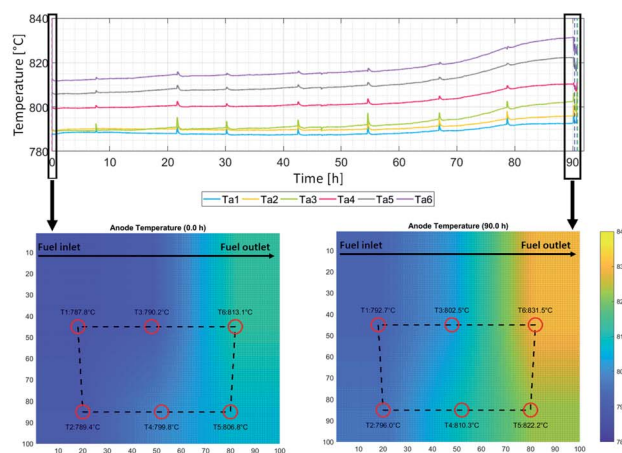 840
820
800
780
Temperature [°C]
0 10 20 30 40 50 60 70 80 90
Time [h]
Ta1 Ta2 Ta3 Ta4 Ta5 Ta6
Anode Temperature (0.0 h)
Fuel inlet Fuel outlet
T1:787.8°C T3:790.2°C T6:813.1°C
T2:789.4°C T4:799.8°C T5:806.8°C
10
20
30
40
50
60
70
80
90
100
10 20 30 40 50 60 70 80 90 100
Anode Temperature (90.0 h)
Fuel inlet Fuel outlet
T1:792.7°C T3:802.5°C T6:831.5°C
T2:796.0°C T4:810.3°C T5:822.2°C
10
20
30
40
50
60
70
80
90
100
10 20 30 40 50 60 70 80 90 100